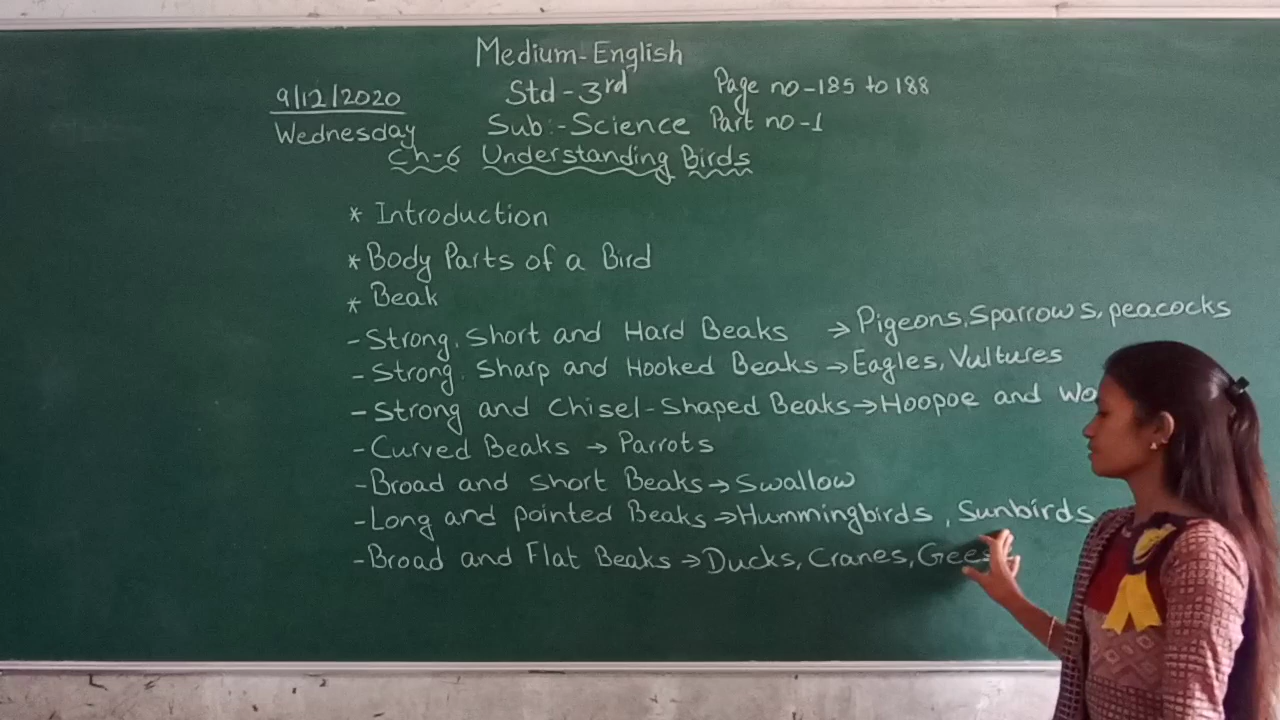 Medium-English
9/12/2020 Std-3rd Page no-185 to 188
Wednesday Sub:-Science Part no-1
Ch-6 Understanding Birds
* Introduction
* Body Parts of a Bird
* Beak
- Strong, Short and Hard Beaks → Pigeons, Sparrows, peacocks
- Strong, Sharp and Hooked Beaks → Eagles, Vultures
- Strong and Chisel-Shaped Beaks → Hoopoe and
- Curved Beaks → Parrots
- Broad and Short Beaks → Swallow
- Long and pointed Beaks → Hummingbirds, Sunbirds
- Broad and Flat Beaks → Ducks, Cranes,